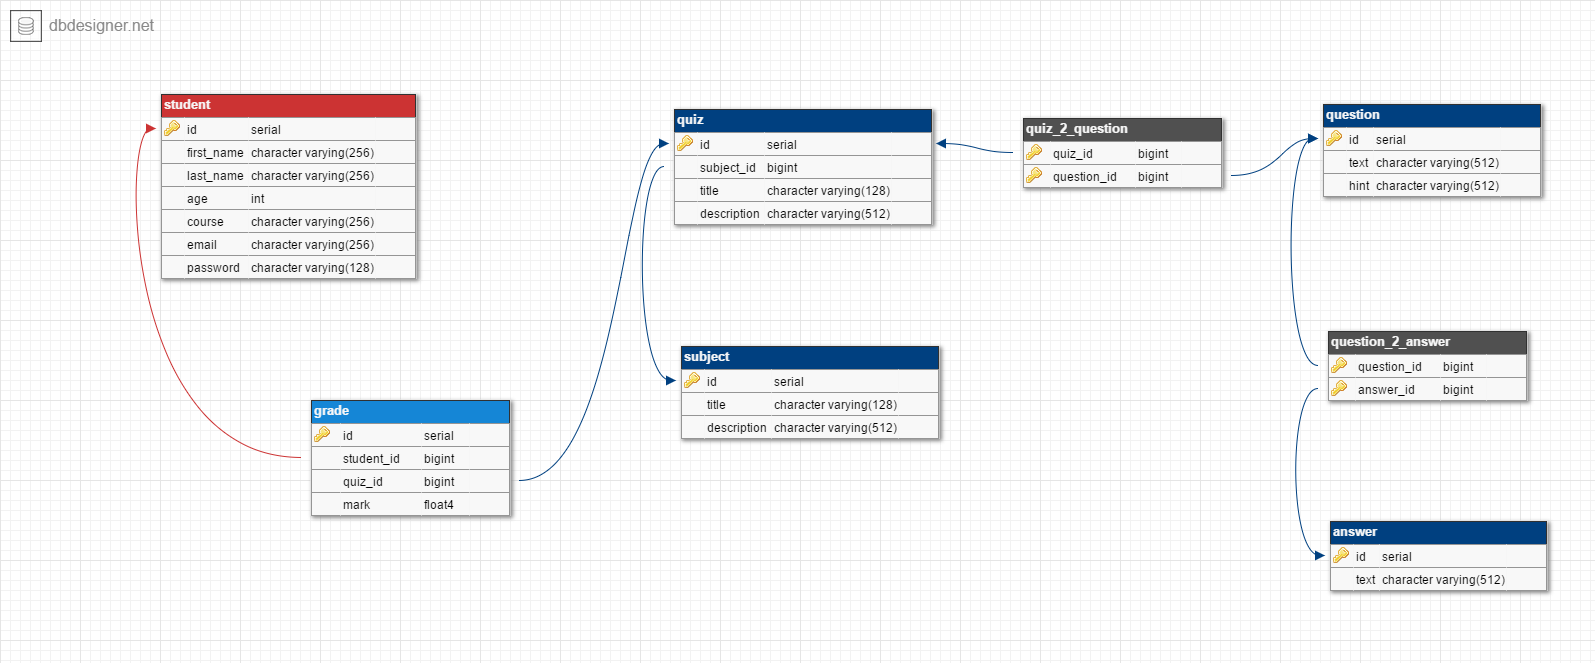 dbdesigner.net
student
id serial
first_name character varying(256)
last_name character varying(256)
age int
course character varying(256)
email character varying(256)
password character varying(128)
quiz
id serial
subject_id bigint
title character varying(128)
description character varying(512)
quiz_2_question
quiz_id bigint
question_id bigint
question
id serial
text character varying(512)
hint character varying(512)
subject
id serial
title character varying(128)
description character varying(512)
question_2_answer
question_id bigint
answer_id bigint
grade
id serial
student_id bigint
quiz_id bigint
mark float4
answer
id serial
text character varying(512)